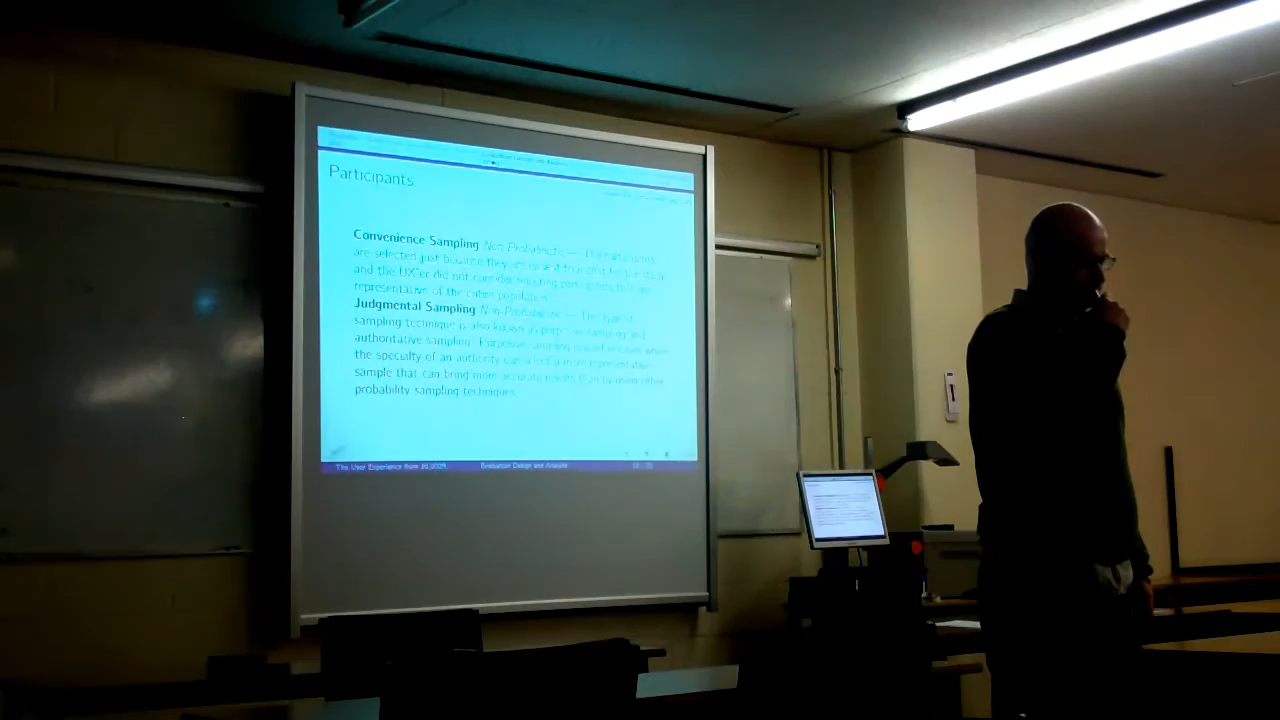 Participants
Convenience Sampling Non-Probabilistic — The participants
are selected just because they are easiest to recruit for the study
and the UX'er did not consider selecting participants that are
representative of the entire population.
Judgmental Sampling Non-Probabilistic — This type of
sampling technique is also known as purposive sampling and
authoritative sampling. Purposive sampling is used in cases where
the specialty of an authority can select a more representative
sample that can bring more accurate results than by using other
probability sampling techniques.
The User Experience from 30,000ft Evaluation Design and Analysis